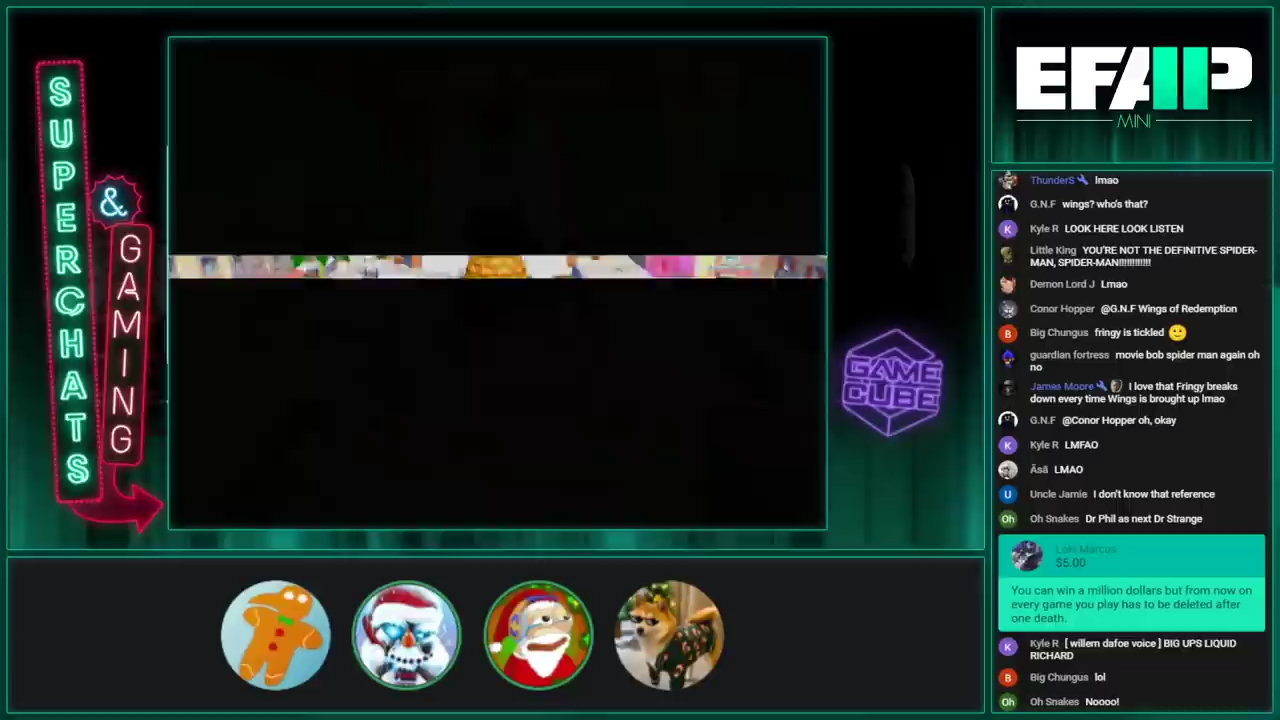 SUPERCHATS
&
GAMING
GAME
CUBE
EFAP
MINI
ThunderS lmao
G.N.F wings? who's that?
Kyle R LOOK HERE LOOK LISTEN
Little King YOU'RE NOT THE DEFINITIVE SPIDER-
MAN, SPIDER-MAN!!!!!!!!!!!!
Demon Lord J Lmao
Conor Hopper @G.N.F Wings of Redemption
Big Chungus fringy is tickled
guardian fortress movie bob spider man again oh
no
James Moore I love that Fringy breaks
down every time Wings is brought up lmao
G.N.F @Conor Hopper oh, okay
Kyle R LMFAO
Āsā LMAO
Uncle Jamie I don't know that reference
Oh Snakes Dr Phil as next Dr Strange
Loki Marcus
$5.00
You can win a million dollars but from now on
every game you play has to be deleted after
one death.
Kyle R [ willem dafoe voice ] BIG UPS LIQUID
RICHARD
Big Chungus lol
Oh Snakes Noooo!